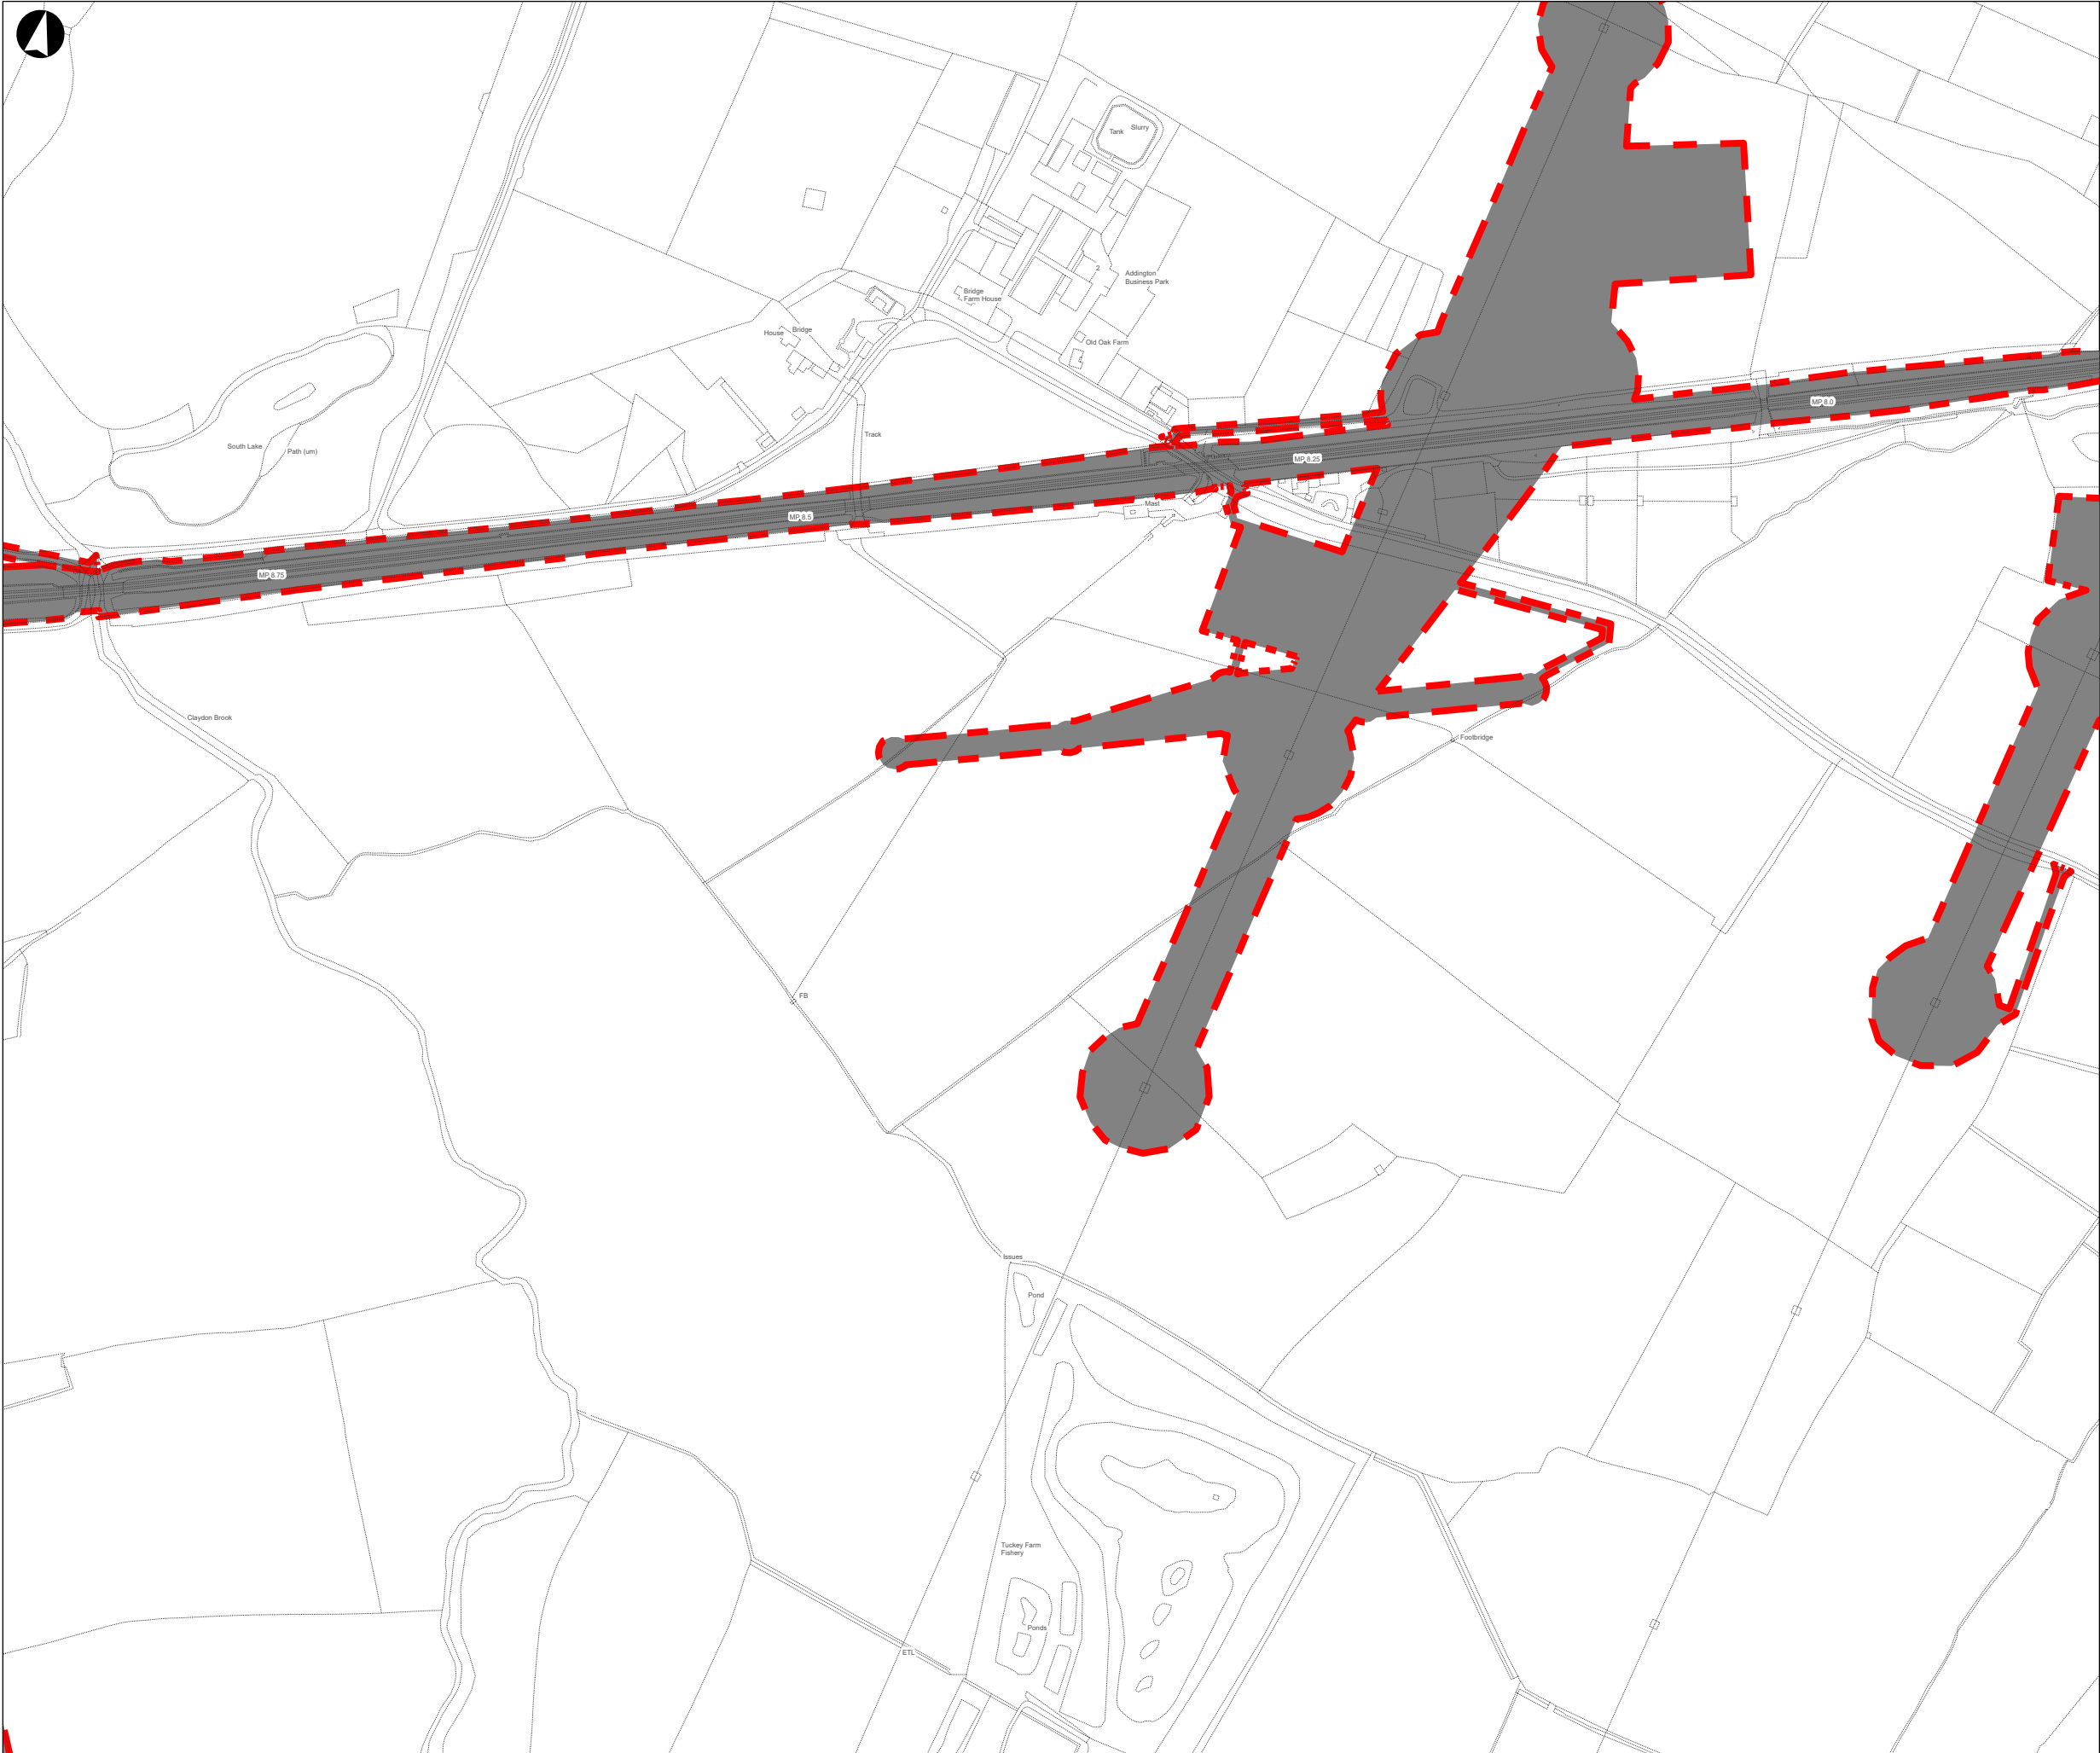 Slurry
Tank
Addington
Business Park
2
Bridge
Farm House
House
Bridge
2
Old Oak Farm
MP 8.0
Track
South Lake
Path (um)
MP 8.25
Mast
MP 8.5
MP 8.75
Claydon Brook
Footbridge
FB
Issues
Pond
Tuckey Farm
Fishery
Ponds
ETL